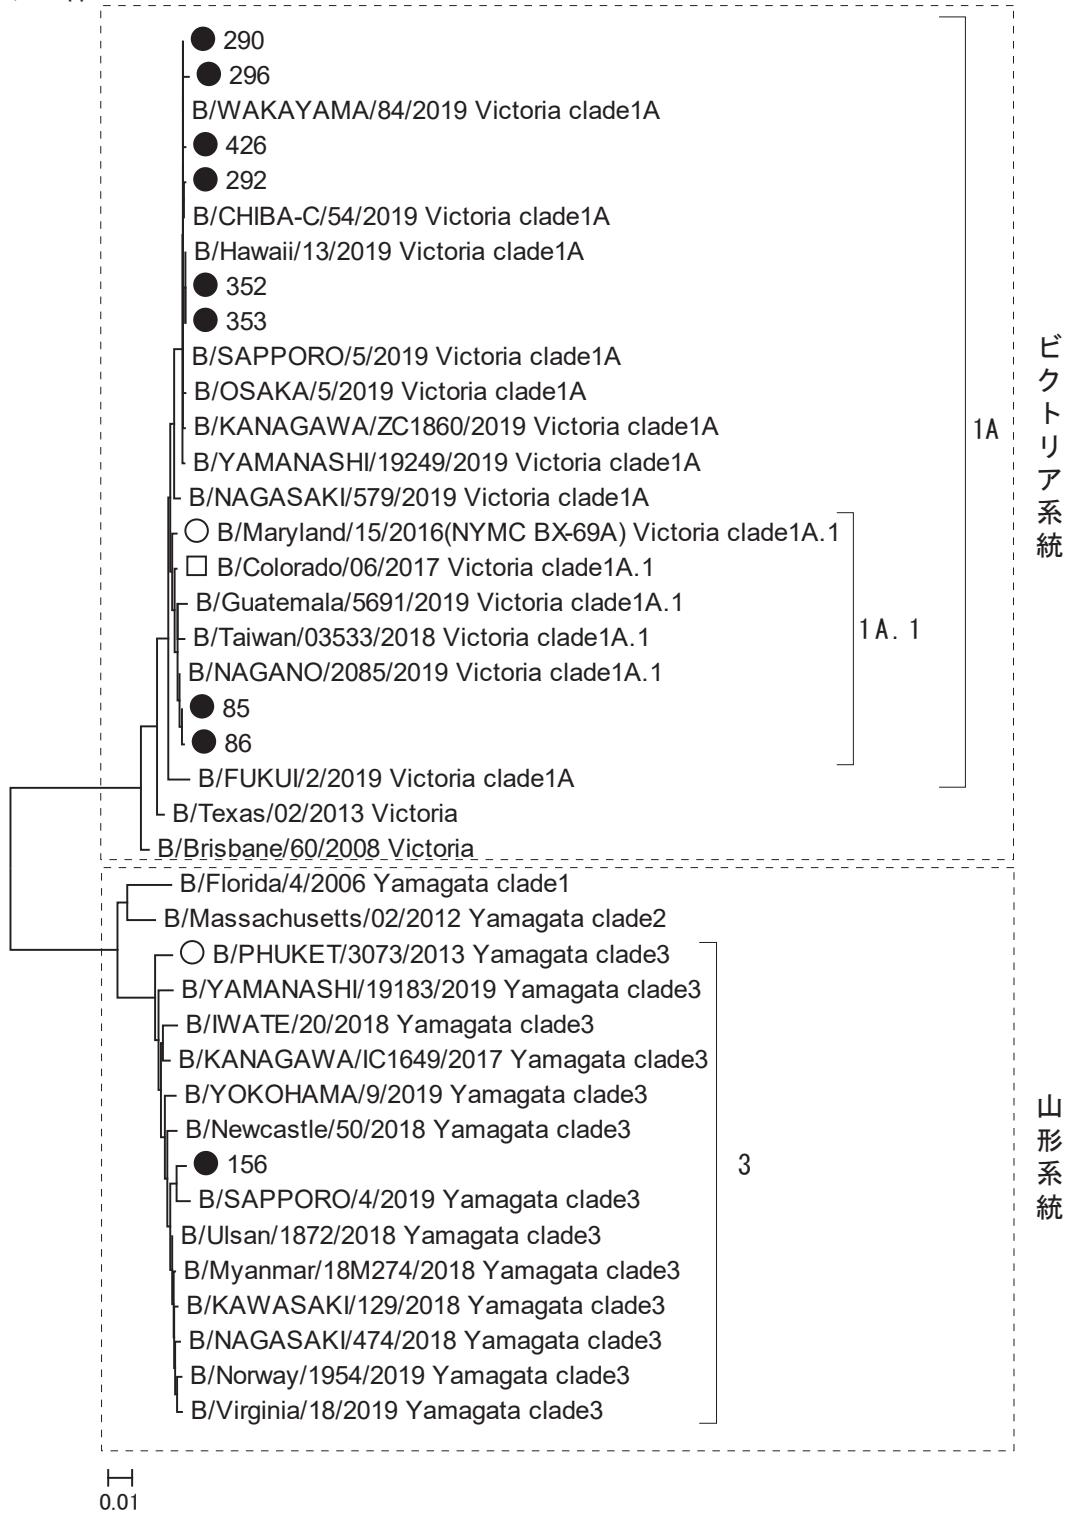 290
296
B/WAKAYAMA/84/2019 Victoria clade1A
426
292
B/CHIBA-C/54/2019 Victoria clade1A
B/Hawaii/13/2019 Victoria clade1A
352
353
B/SAPPORO/5/2019 Victoria clade1A
B/OSAKA/5/2019 Victoria clade1A
B/KANAGAWA/ZC1860/2019 Victoria clade1A
B/YAMANASHI/19249/2019 Victoria clade1A
B/NAGASAKI/579/2019 Victoria clade1A
B/Maryland/15/2016(NYMC BX-69A) Victoria clade1A.1
B/Colorado/06/2017 Victoria clade1A.1
B/Guatemala/5691/2019 Victoria clade1A.1
B/Taiwan/03533/2018 Victoria clade1A.1
B/NAGANO/2085/2019 Victoria clade1A.1
85
86
B/FUKUI/2/2019 Victoria clade1A
B/Texas/02/2013 Victoria
B/Brisbane/60/2008 Victoria
1A
1A.1
ビクトリア系統
B/Florida/4/2006 Yamagata clade1
B/Massachusetts/02/2012 Yamagata clade2
B/PHUKET/3073/2013 Yamagata clade3
B/YAMANASHI/19183/2019 Yamagata clade3
B/IWATE/20/2018 Yamagata clade3
B/KANAGAWA/IC1649/2017 Yamagata clade3
B/YOKOHAMA/9/2019 Yamagata clade3
B/Newcastle/50/2018 Yamagata clade3
156
B/SAPPORO/4/2019 Yamagata clade3
B/Ulsan/1872/2018 Yamagata clade3
B/Myanmar/18M274/2018 Yamagata clade3
B/KAWASAKI/129/2018 Yamagata clade3
B/NAGASAKI/474/2018 Yamagata clade3
B/Norway/1954/2019 Yamagata clade3
B/Virginia/18/2019 Yamagata clade3
3
山形系統
0.01